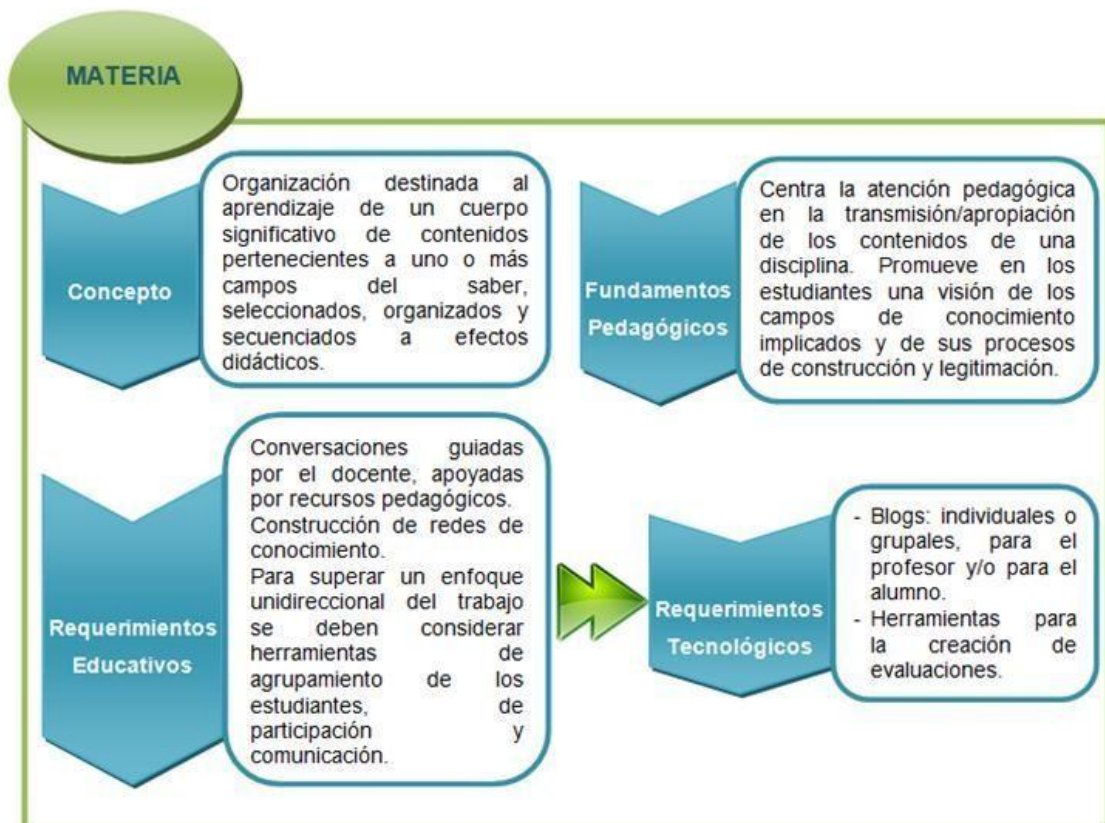 MATERIA
Concepto
Organización destinada al
aprendizaje de un cuerpo
significativo de contenidos
pertenecientes a uno o más
campos del saber,
seleccionados, organizados y
secuenciados a efectos
didácticos.
Fundamentos
Pedagógicos
Centra la atención pedagógica
en la transmisión/apropiación
de los contenidos de una
disciplina. Promueve en los
estudiantes una visión de los
campos de conocimiento
implicados y de sus procesos
de construcción y legitimación.
Requerimientos
Educativos
Conversaciones guiadas
por el docente, apoyadas
por recursos pedagógicos.
Construcción de redes de
conocimiento.
Para superar un enfoque
unidireccional del trabajo
se deben considerar
herramientas de
agrupamiento de los
estudiantes, de
participación y
comunicación.
Requerimientos
Tecnológicos
- Blogs: individuales o
grupales, para el
profesor y/o para el
alumno.
- Herramientas para
la creación de
evaluaciones.